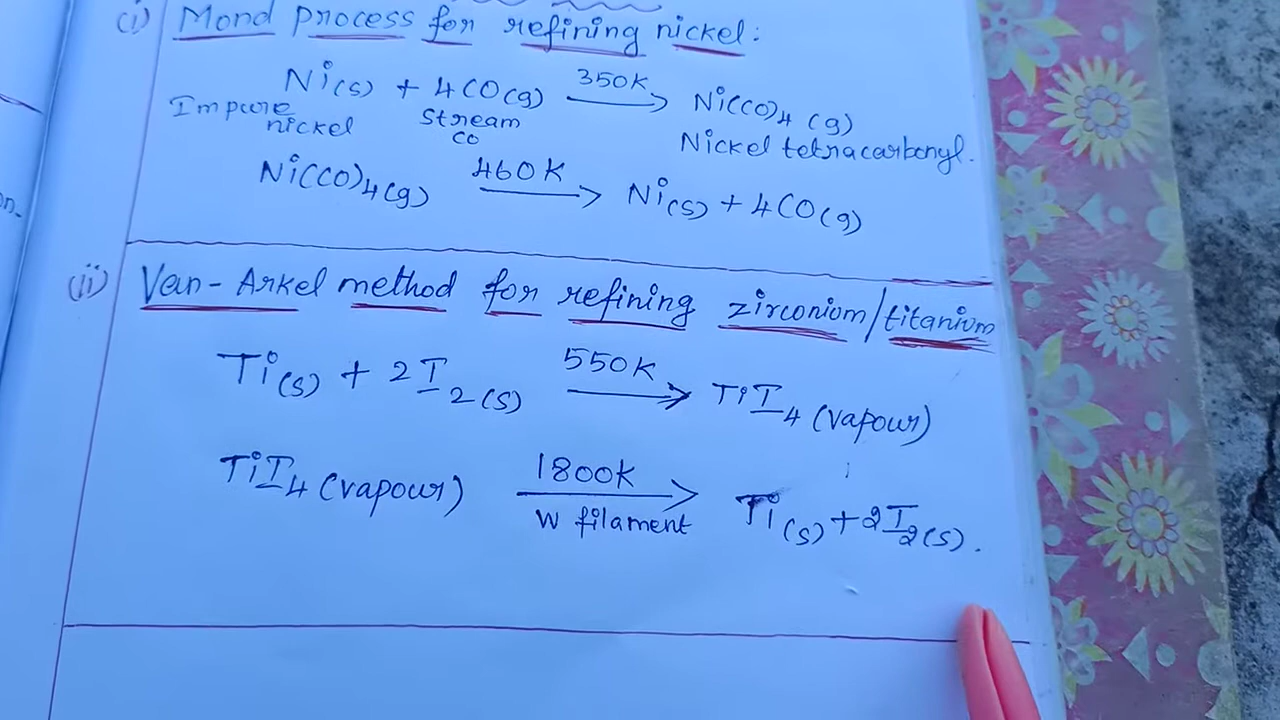 (i) Mond process for refining nickel:
Ni(s) + 4CO(g) 350K → Ni(CO)4 (g)
Impure nickel Stream CO Nickel tetracarbonyl.
Ni(CO)4(g) 460K → Ni(s) + 4CO(g)
(ii) Van-Arkel method for refining zirconium/titanium
Ti(s) + 2I2(s) 550K → TiI4 (vapour)
TiI4 (vapour) 1800K → W filament Ti(s) + 2I2(s).